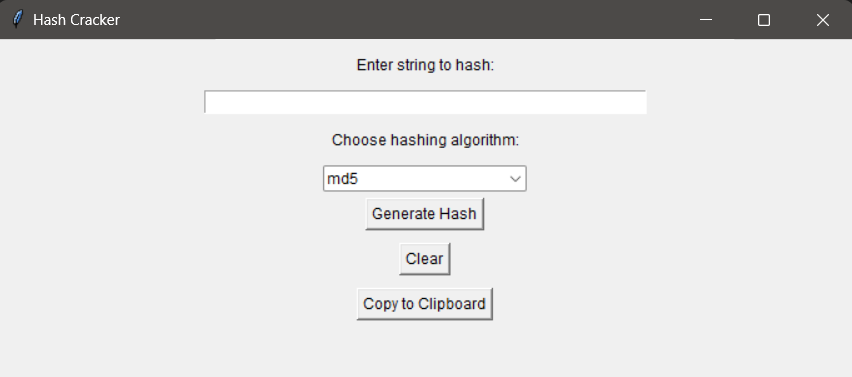 Hash Cracker
Enter string to hash:
Choose hashing algorithm:
md5
Generate Hash
Clear
Copy to Clipboard